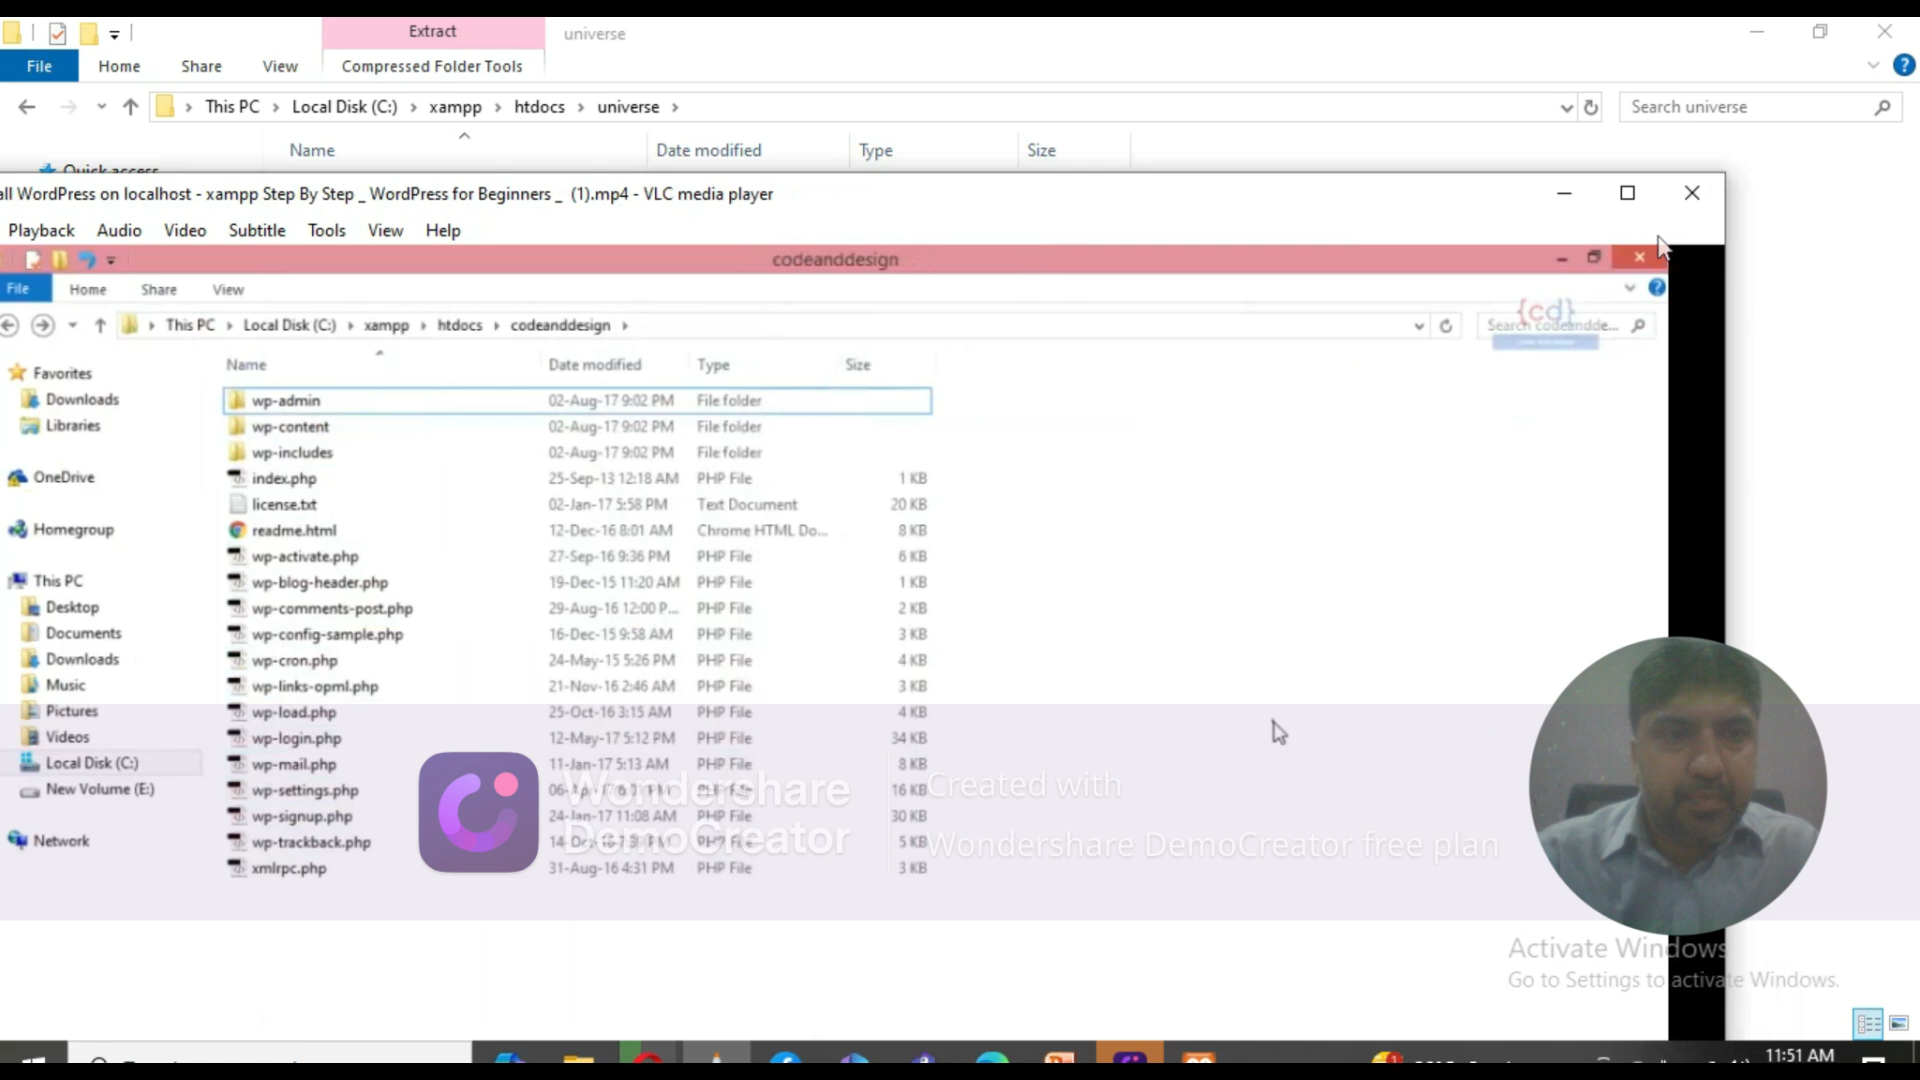 Extract
universe
File Home Share View Compressed Folder Tools
This PC > Local Disk (C:) > xampp > htdocs > universe >
Search universe
Name Date modified Type Size
Quick access
all WordPress on localhost - xampp Step By Step _ WordPress for Beginners _ (1).mp4 - VLC media player
Playback Audio Video Subtitle Tools View Help
codeanddesign
File Home Share View
{cd}
This PC Local Disk (C:) xampp htdocs codeanddesign
Search codeandde...
Name Date modified Type Size
Favorites
Downloads
Libraries
OneDrive
Homegroup
This PC
Desktop
Documents
Downloads
Music
Pictures
Videos
Local Disk (C:)
New Volume (E:)
Network
wp-admin 02-Aug-17 9:02 PM File folder
wp-content 02-Aug-17 9:02 PM File folder
wp-includes 02-Aug-17 9:02 PM File folder
index.php 25-Sep-13 12:18 AM PHP File 1 KB
license.txt 02-Jan-17 5:58 PM Text Document 20 KB
readme.html 12-Dec-16 8:01 AM Chrome HTML Do... 8 KB
wp-activate.php 27-Sep-16 9:36 PM PHP File 6 KB
wp-blog-header.php 19-Dec-15 11:20 AM PHP File 1 KB
wp-comments-post.php 29-Aug-16 12:00 P... PHP File 2 KB
wp-config-sample.php 16-Dec-15 9:58 AM PHP File 3 KB
wp-cron.php 24-May-15 5:26 PM PHP File 4 KB
wp-links-opml.php 21-Nov-16 2:46 AM PHP File 3 KB
wp-load.php 25-Oct-16 3:15 AM PHP File 4 KB
wp-login.php 12-May-17 5:12 PM PHP File 34 KB
wp-mail.php 11-Jan-17 5:13 AM PHP File 8 KB
wp-settings.php PHP File 16 KB
wp-signup.php 24-Jan-17 11:08 AM PHP File 30 KB
wp-trackback.php PHP File 5 KB
xmlrpc.php 31-Aug-16 4:31 PM PHP File 3 KB
Wondershare
DemoCreator
Created with
Wondershare DemoCreator free plan
Activate Windows
Go to Settings to activate Windows.
11:51 AM